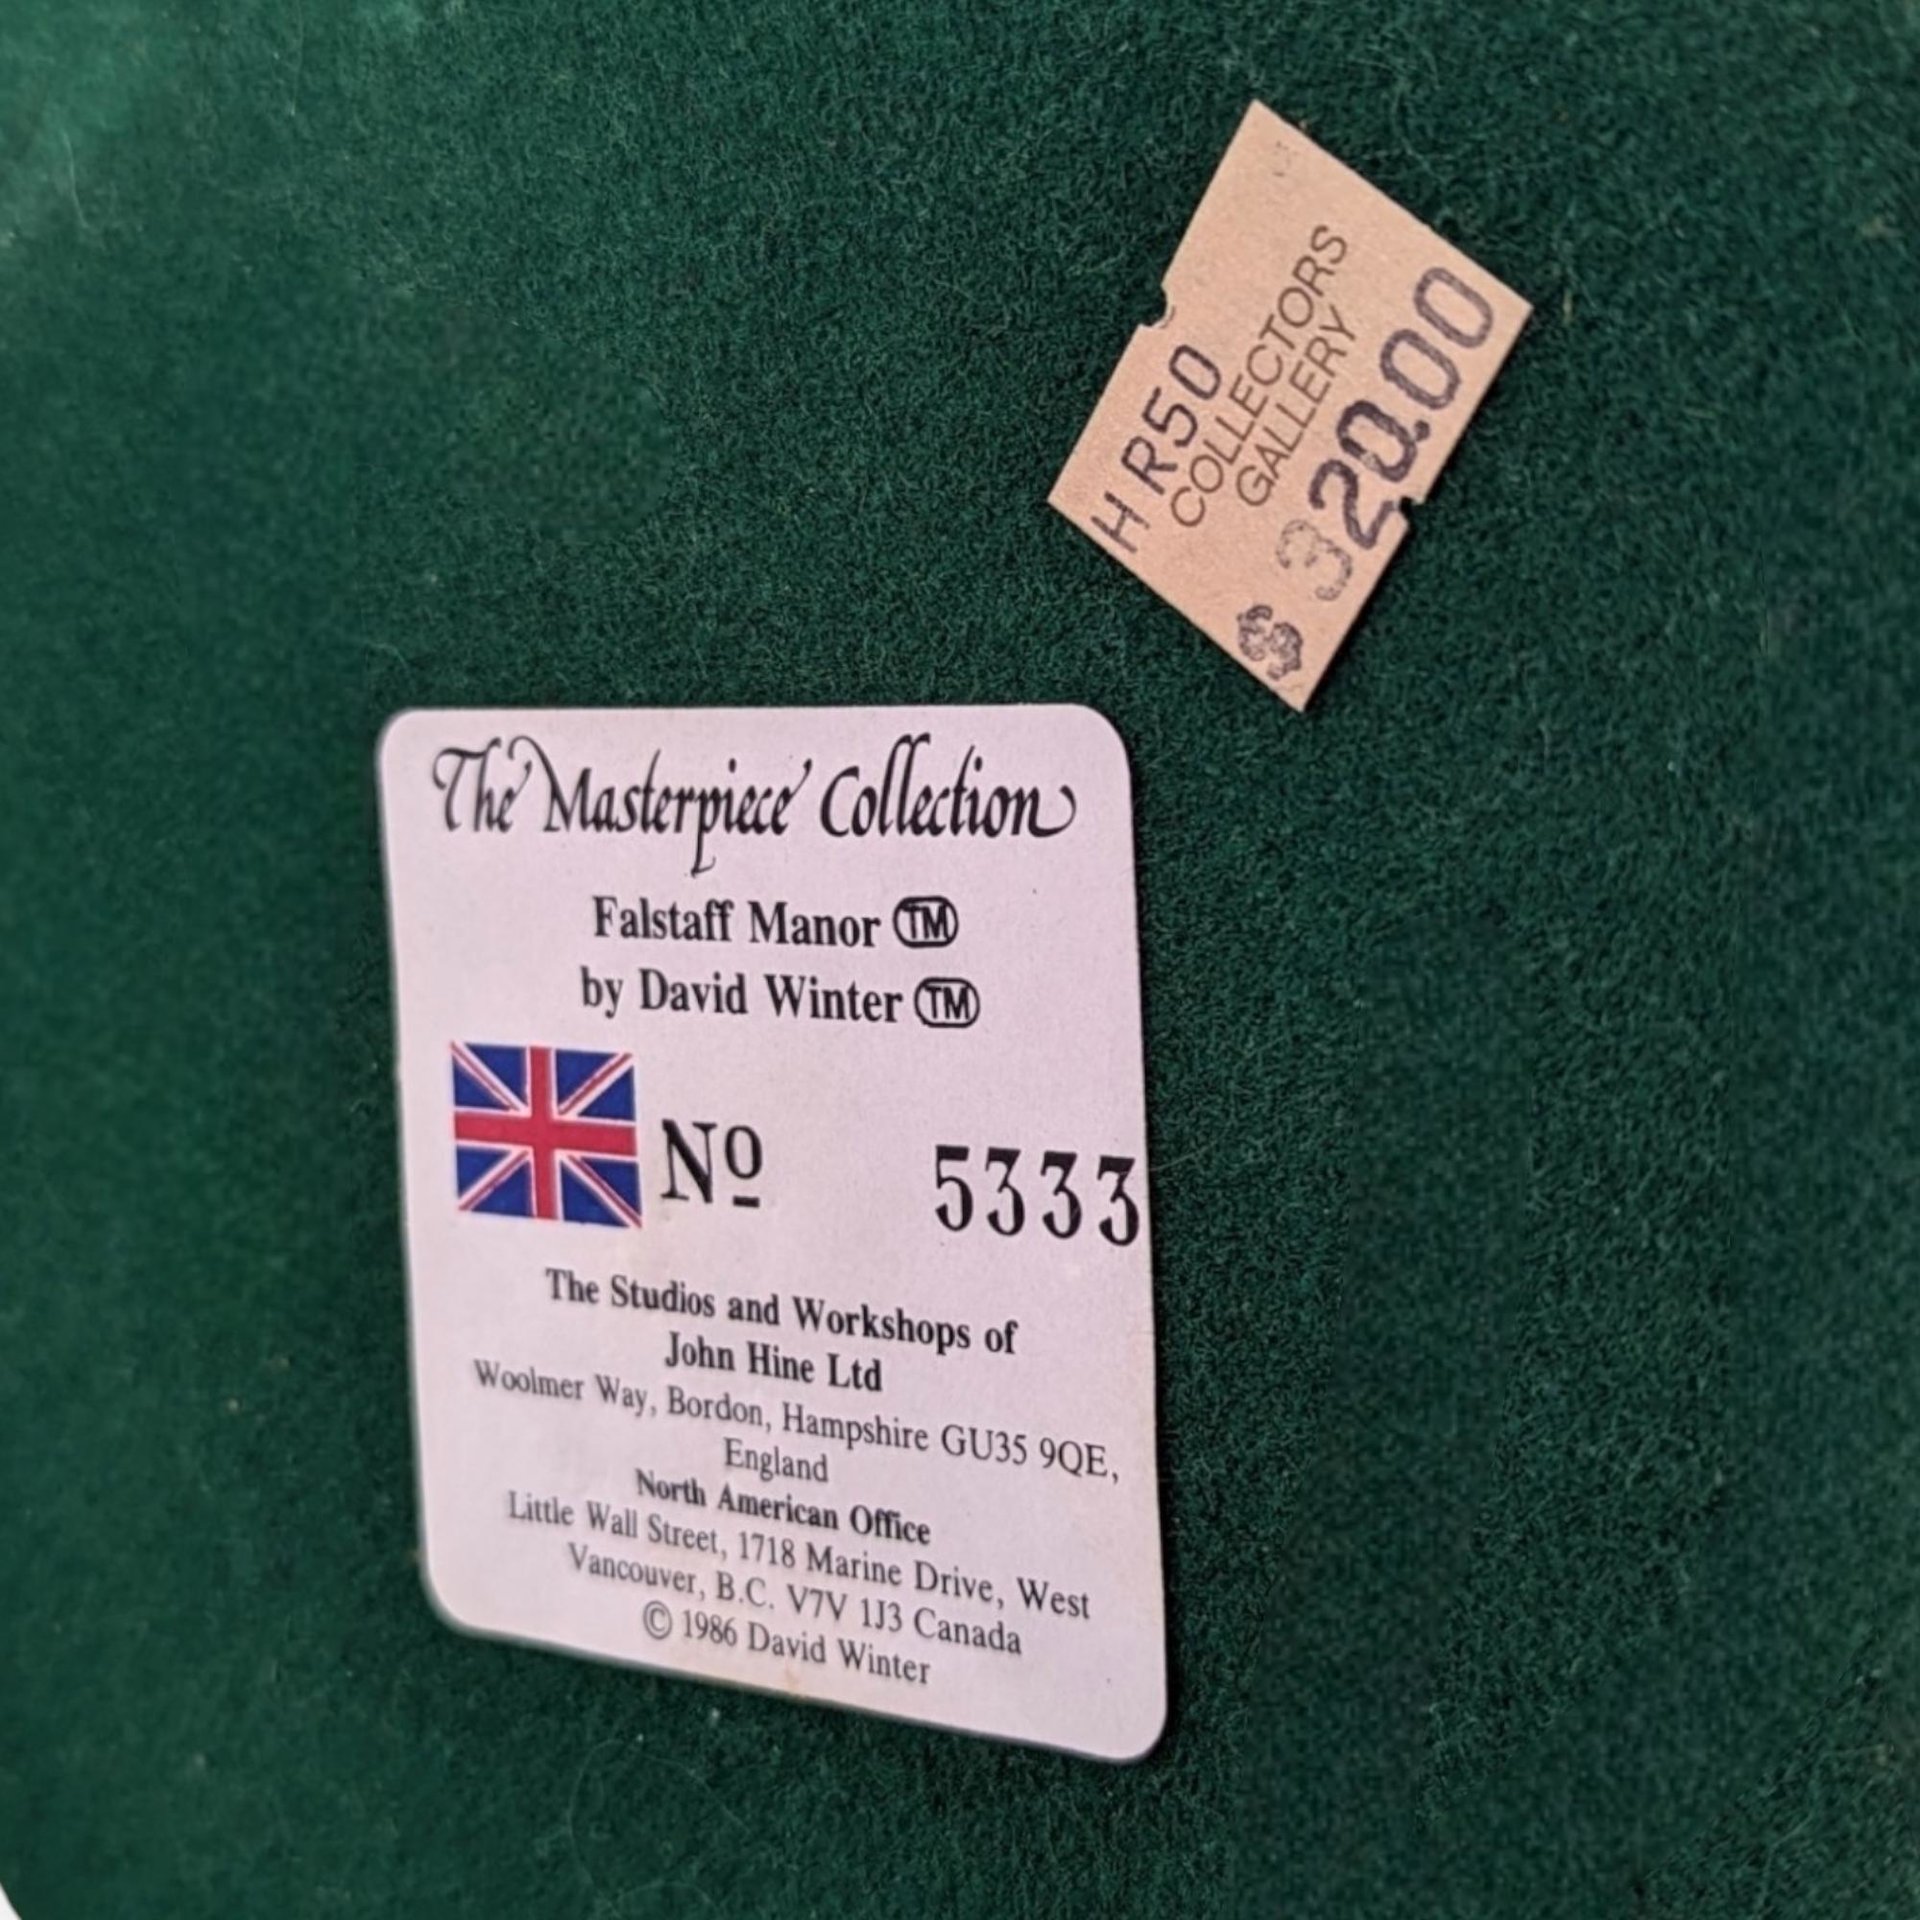 H R50
COLLECTORS
GALLERY
$ 320.00
The Masterpiece Collection
Falstaff Manor TM
by David Winter TM
Nº 5333
The Studios and Workshops of
John Hine Ltd
Woolmer Way, Bordon, Hampshire GU35 9QE,
England
North American Office
Little Wall Street, 1718 Marine Drive, West
Vancouver, B.C. V7V 1J3 Canada
© 1986 David Winter